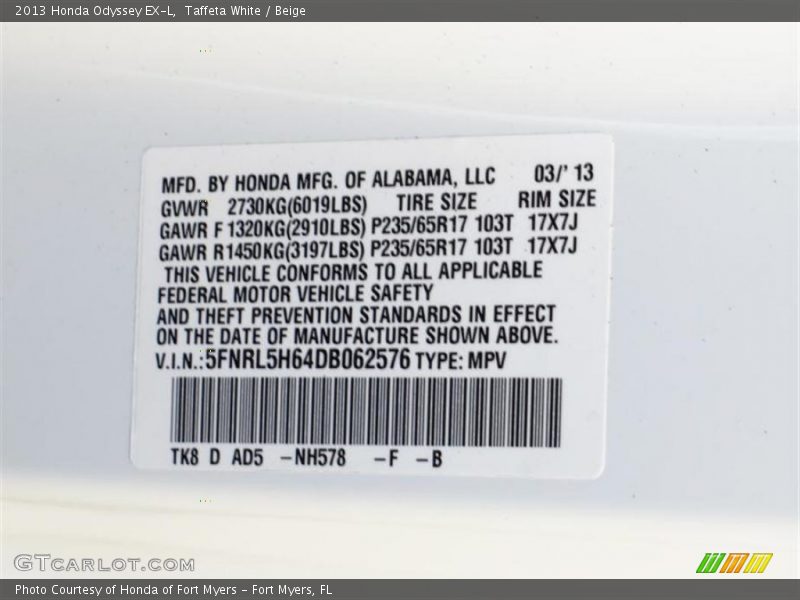 2013 Honda Odyssey EX-L,  Taffeta White / Beige
MFD. BY HONDA MFG. OF ALABAMA, LLC 03/' 13
GVWR 2730KG(6019LBS) TIRE SIZE RIM SIZE
GAWR F 1320KG(2910LBS) P235/65R17 103T 17X7J
GAWR R1450KG(3197LBS) P235/65R17 103T 17X7J
THIS VEHICLE CONFORMS TO ALL APPLICABLE
FEDERAL MOTOR VEHICLE SAFETY
AND THEFT PREVENTION STANDARDS IN EFFECT
ON THE DATE OF MANUFACTURE SHOWN ABOVE.
V.I.N.:5FNRL5H64DB062576 TYPE: MPV
TK8 D AD5 -NH578 -F -B
GTCARLOT.COM
Photo Courtesy of Honda of Fort Myers - Fort Myers, FL